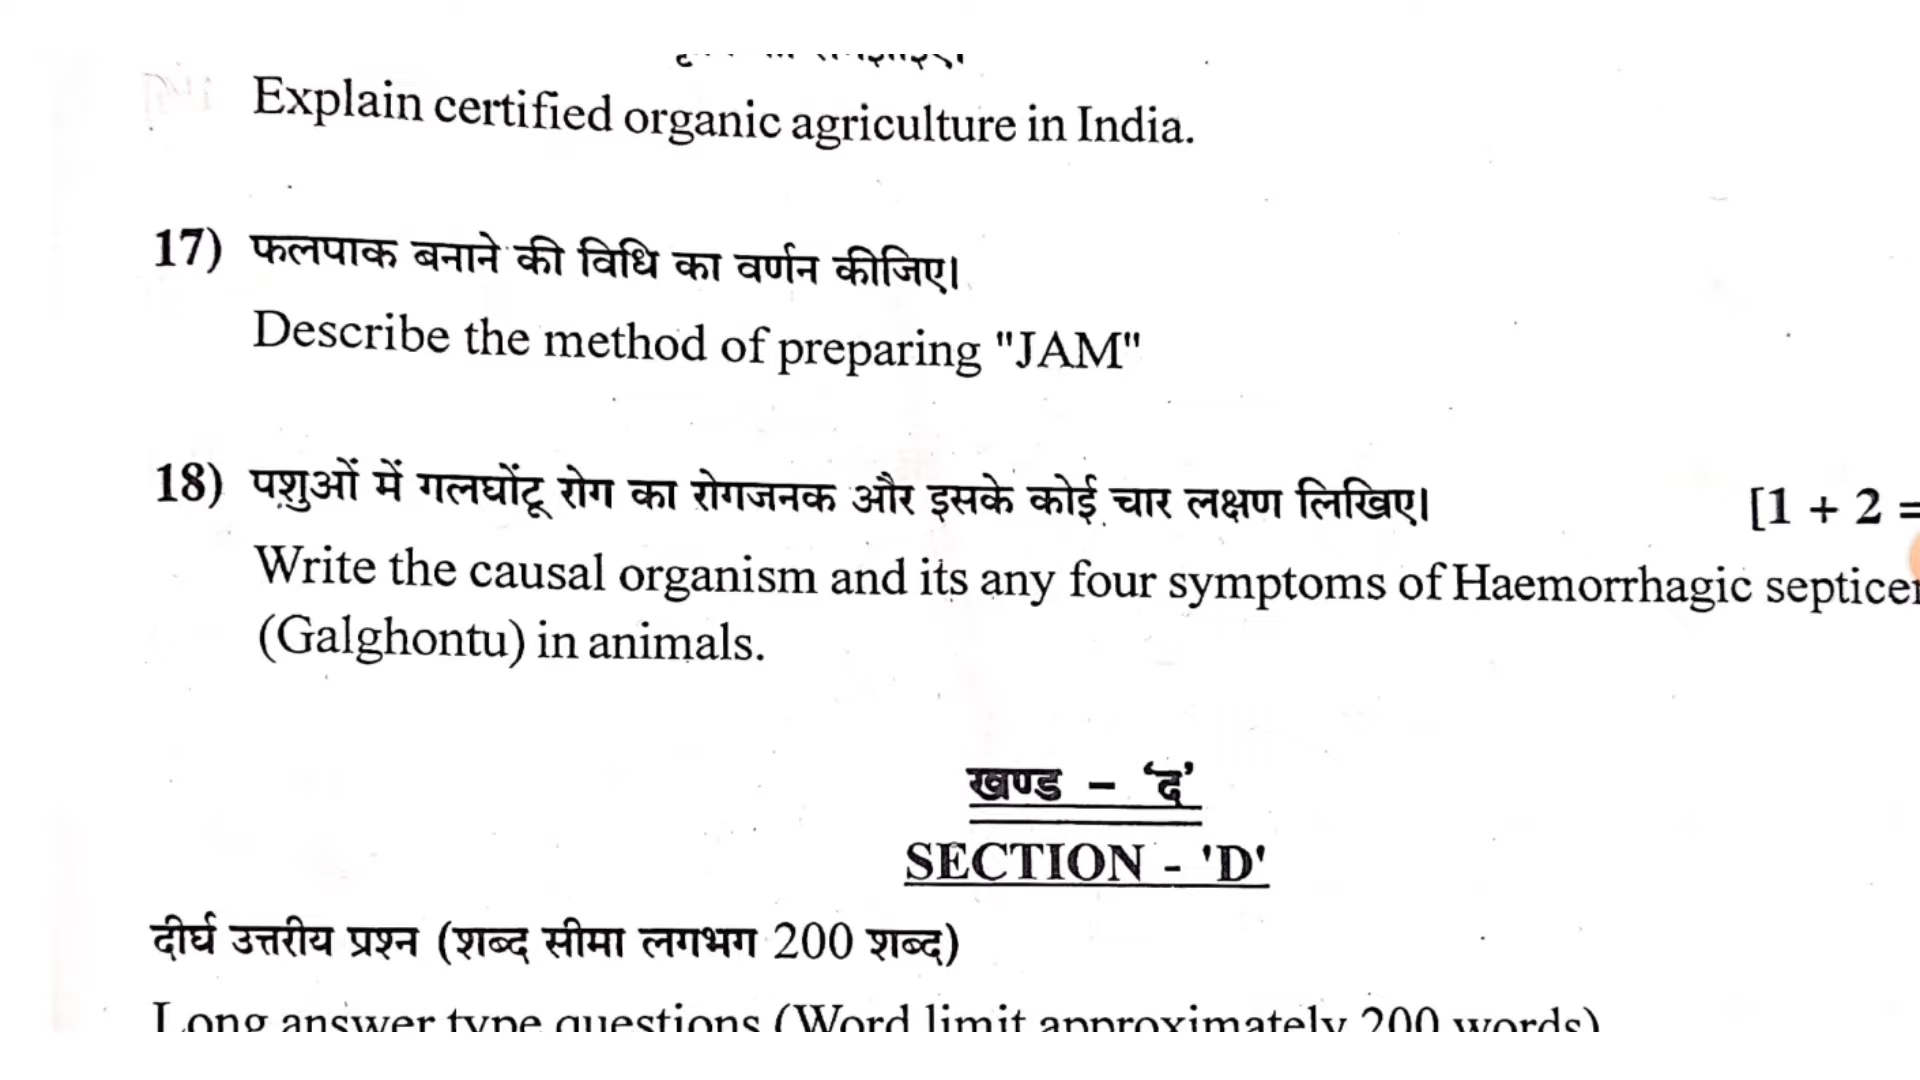 Explain certified organic agriculture in India.
17) फलपाक बनाने की विधि का वर्णन कीजिए।
Describe the method of preparing "JAM"
18) पशुओं में गलघोंटू रोग का रोगजनक और इसके कोई चार लक्षण लिखिए। [1 + 2 =
Write the causal organism and its any four symptoms of Haemorrhagic
(Galghontu) in animals.
खण्ड – ‘द’
SECTION - 'D'
दीर्घ उत्तरीय प्रश्न (शब्द सीमा लगभग 200 शब्द)
Long answer type questions (Word limit approximately 200 words)